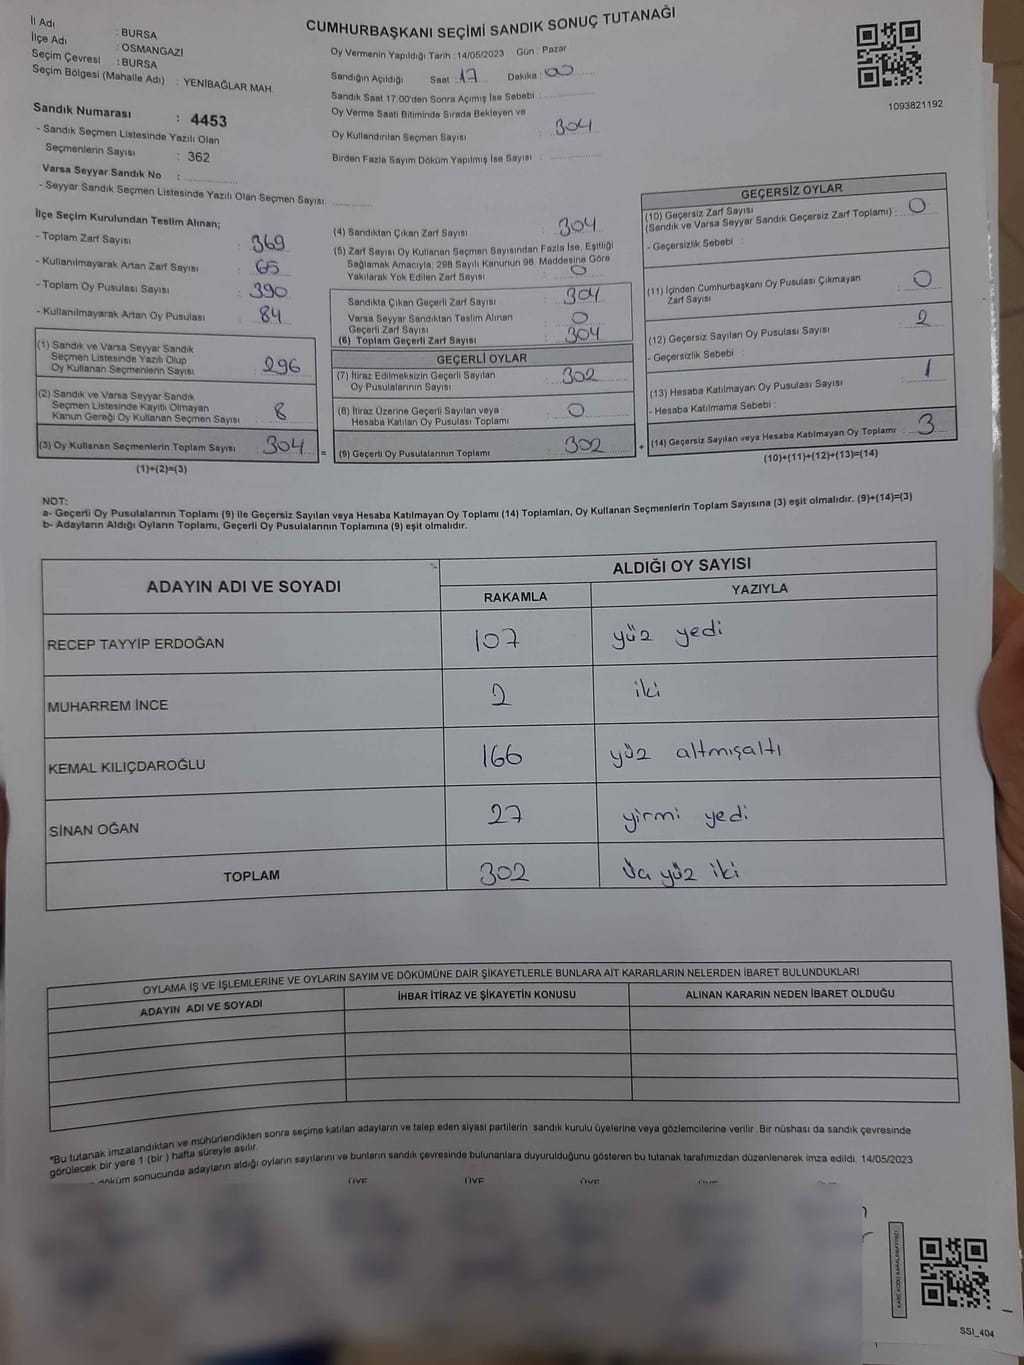 CUMHURBAŞKANI SEÇİMİ SANDIK SONUÇ TUTANAĞI
İl Adı : BURSA
İlçe Adı : OSMANGAZİ
Seçim Çevresi : BURSA
Seçim Bölgesi (Mahalle Adı) : YENİBAĞLAR MAH.
Sandık Numarası : 4453
- Sandık Seçmen Listesinde Yazılı Olan
Seçmenlerin Sayısı : 362
Varsa Seyyar Sandık No :
- Seyyar Sandık Seçmen Listesinde Yazılı Olan Seçmen Sayısı:
Oy Vermenin Yapıldığı Tarih : 14/05/2023 Gün : Pazar
Sandığın Açıldığı Saat : 17 Dakika : 00
Sandık Saat 17:00'den Sonra Açımış İse Sebebi :
Oy Verme Saati Bitiminde Sırada Bekleyen ve
Oy Kullandırılan Seçmen Sayısı : 304
Birden Fazla Sayım Döküm Yapılmış İse Sayısı :
1093821192
İlçe Seçim Kurulundan Teslim Alınan;
- Toplam Zarf Sayısı : 369
- Kullanılmayarak Artan Zarf Sayısı : 65
- Toplam Oy Pusulası Sayısı : 390
- Kullanılmayarak Artan Oy Pusulası : 84
(1) Sandık ve Varsa Seyyar Sandık
Seçmen Listesinde Yazılı Olup
Oy Kullanan Seçmenlerin Sayısı : 296
(2) Sandık ve Varsa Seyyar Sandık
Seçmen Listesinde Kayıtlı Olmayan
Kanun Gereği Oy Kullanan Seçmen Sayısı : 8
(3) Oy Kullanan Seçmenlerin Toplam Sayısı : 304 =
(1)+(2)=(3)
(4) Sandıktan Çıkan Zarf Sayısı : 304
(5) Zarf Sayısı Oy Kullanan Seçmen Sayısından Fazla İse, Eşitliği
Sağlamak Amacıyla, 298 Sayılı Kanunun 98. Maddesine Göre
Yakılarak Yok Edilen Zarf Sayısı : 0
Sandıkta Çıkan Geçerli Zarf Sayısı : 304
Varsa Seyyar Sandıktan Teslim Alınan
Geçerli Zarf Sayısı : 0
(6) Toplam Geçerli Zarf Sayısı : 304
GEÇERLİ OYLAR
(7) İtiraz Edilmeksizin Geçerli Sayılan
Oy Pusulalarının Sayısı : 302
(8) İtiraz Üzerine Geçerli Sayılan veya
Hesaba Katılan Oy Pusulası Toplamı : 0
(9) Geçerli Oy Pusulalarının Toplamı : 302 +
GEÇERSİZ OYLAR
(10) Geçersiz Zarf Sayısı
(Sandık ve Varsa Seyyar Sandık Geçersiz Zarf Toplamı) : 0
- Geçersizlik Sebebi :
(11) İçinden Cumhurbaşkanı Oy Pusulası Çıkmayan
Zarf Sayısı : 0
(12) Geçersiz Sayılan Oy Pusulası Sayısı : 2
- Geçersizlik Sebebi :
(13) Hesaba Katılmayan Oy Pusulası Sayısı : 1
- Hesaba Katılmama Sebebi :
(14) Geçersiz Sayılan veya Hesaba Katılmayan Oy Toplamı : 3
(10)+(11)+(12)+(13)=(14)
NOT:
a- Geçerli Oy Pusulalarının Toplamı (9) ile Geçersiz Sayılan veya Hesaba Katılmayan Oy Toplamı (14) Toplamları, Oy Kullanan Seçmenlerin Toplam Sayısına (3) eşit olmalıdır. (9)+(14)=(3)
b- Adayların Aldığı Oyların Toplamı, Geçerli Oy Pusulalarının Toplamına (9) eşit olmalıdır.
ADAYIN ADI VE SOYADI
ALDIĞI OY SAYISI
RAKAMLA YAZIYLA
RECEP TAYYİP ERDOĞAN 107 yüz yedi
MUHARREM İNCE 2 iki
KEMAL KILIÇDAROĞLU 166 yüz altmışaltı
SİNAN OĞAN 27 yirmi yedi
TOPLAM 302 yüz iki
OYLAMA İŞ VE İŞLEMLERİNE VE OYLARIN SAYIM VE DÖKÜMÜNE DAİR ŞİKAYETLERLE BUNLARA AİT KARARLARIN NELERDEN İBARET BULUNDUKLARI
ADAYIN ADI VE SOYADI İHBAR İTİRAZ VE ŞİKAYETİN KONUSU ALINAN KARARIN NEDEN İBARET OLDUĞU
*Bu tutanak imzalandıktan ve mühürlendikten sonra seçime katılan adayların ve talep eden siyasi partilerin sandık kurulu üyelerine veya gözlemcilerine verilir. Bir nüshası da sandık çevresinde
görülecek bir yere 1 (bir) hafta süreyle asılır.
döküm sonucunda adayların aldığı oyların sayılarını ve bunların sandık çevresinde bulunanlara duyurulduğunu gösteren bu tutanak tarafımızdan düzenlenerek imza edildi. 14/05/2023
ÜYE ÜYE ÜYE
SSI_404